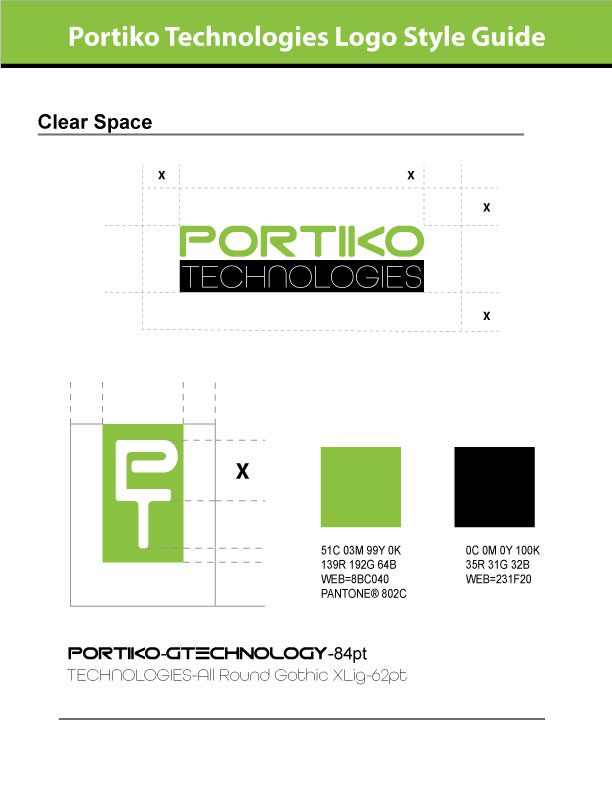 Portiko Technologies Logo Style Guide
Clear Space
X X
X
PORTIKO
TECHNOLOGIES
X
PT
X
51C 03M 99Y 0K
139R 192G 64B
WEB=8BC040
PANTONE® 802C
0C 0M 0Y 100K
35R 31G 32B
WEB=231F20
PORTIKO-GTECHNOLOGY-84pt
TECHNOLOGIES-All Round Gothic XLig-62pt